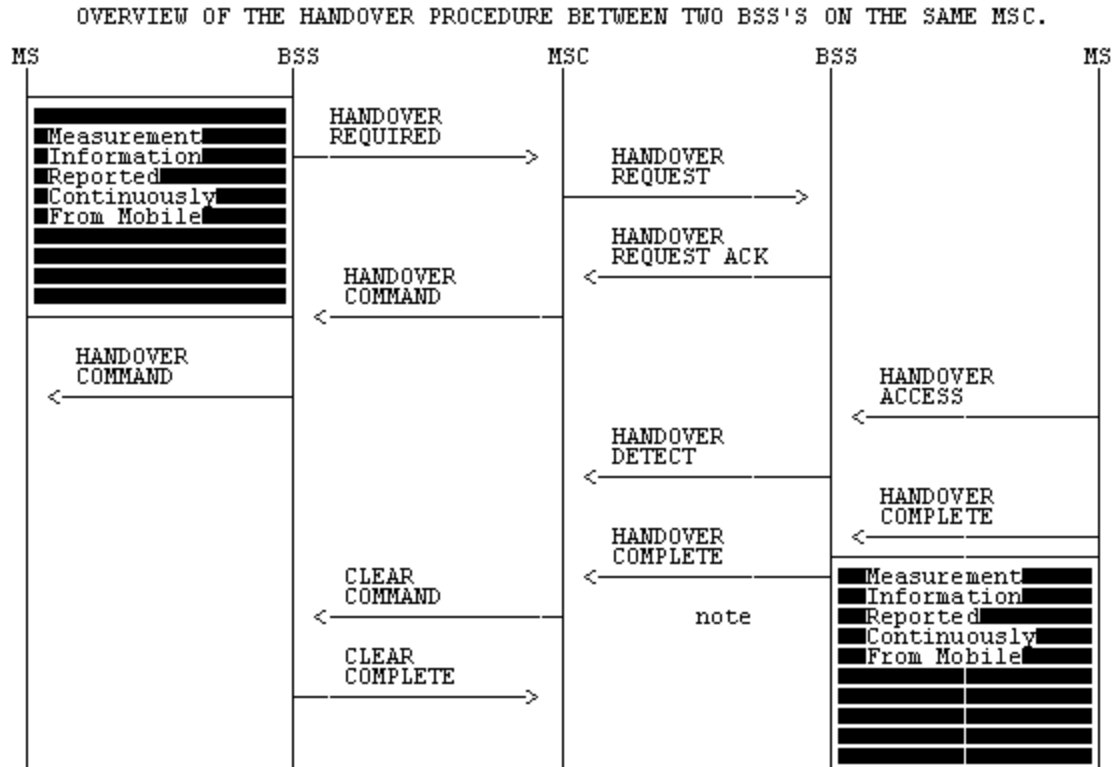 OVERVIEW OF THE HANDOVER PROCEDURE BETWEEN TWO BSS'S ON THE SAME MSC.
MS BSS MSC BSS MS
HANDOVER
REQUIRED
Measurement
Information
Reported
Continuously
From Mobile
HANDOVER
REQUEST
HANDOVER
REQUEST ACK
HANDOVER
COMMAND
HANDOVER
COMMAND
HANDOVER
ACCESS
HANDOVER
DETECT
HANDOVER
COMPLETE
HANDOVER
COMPLETE
CLEAR
COMMAND
note
Measurement
Information
Reported
Continuously
From Mobile
CLEAR
COMPLETE